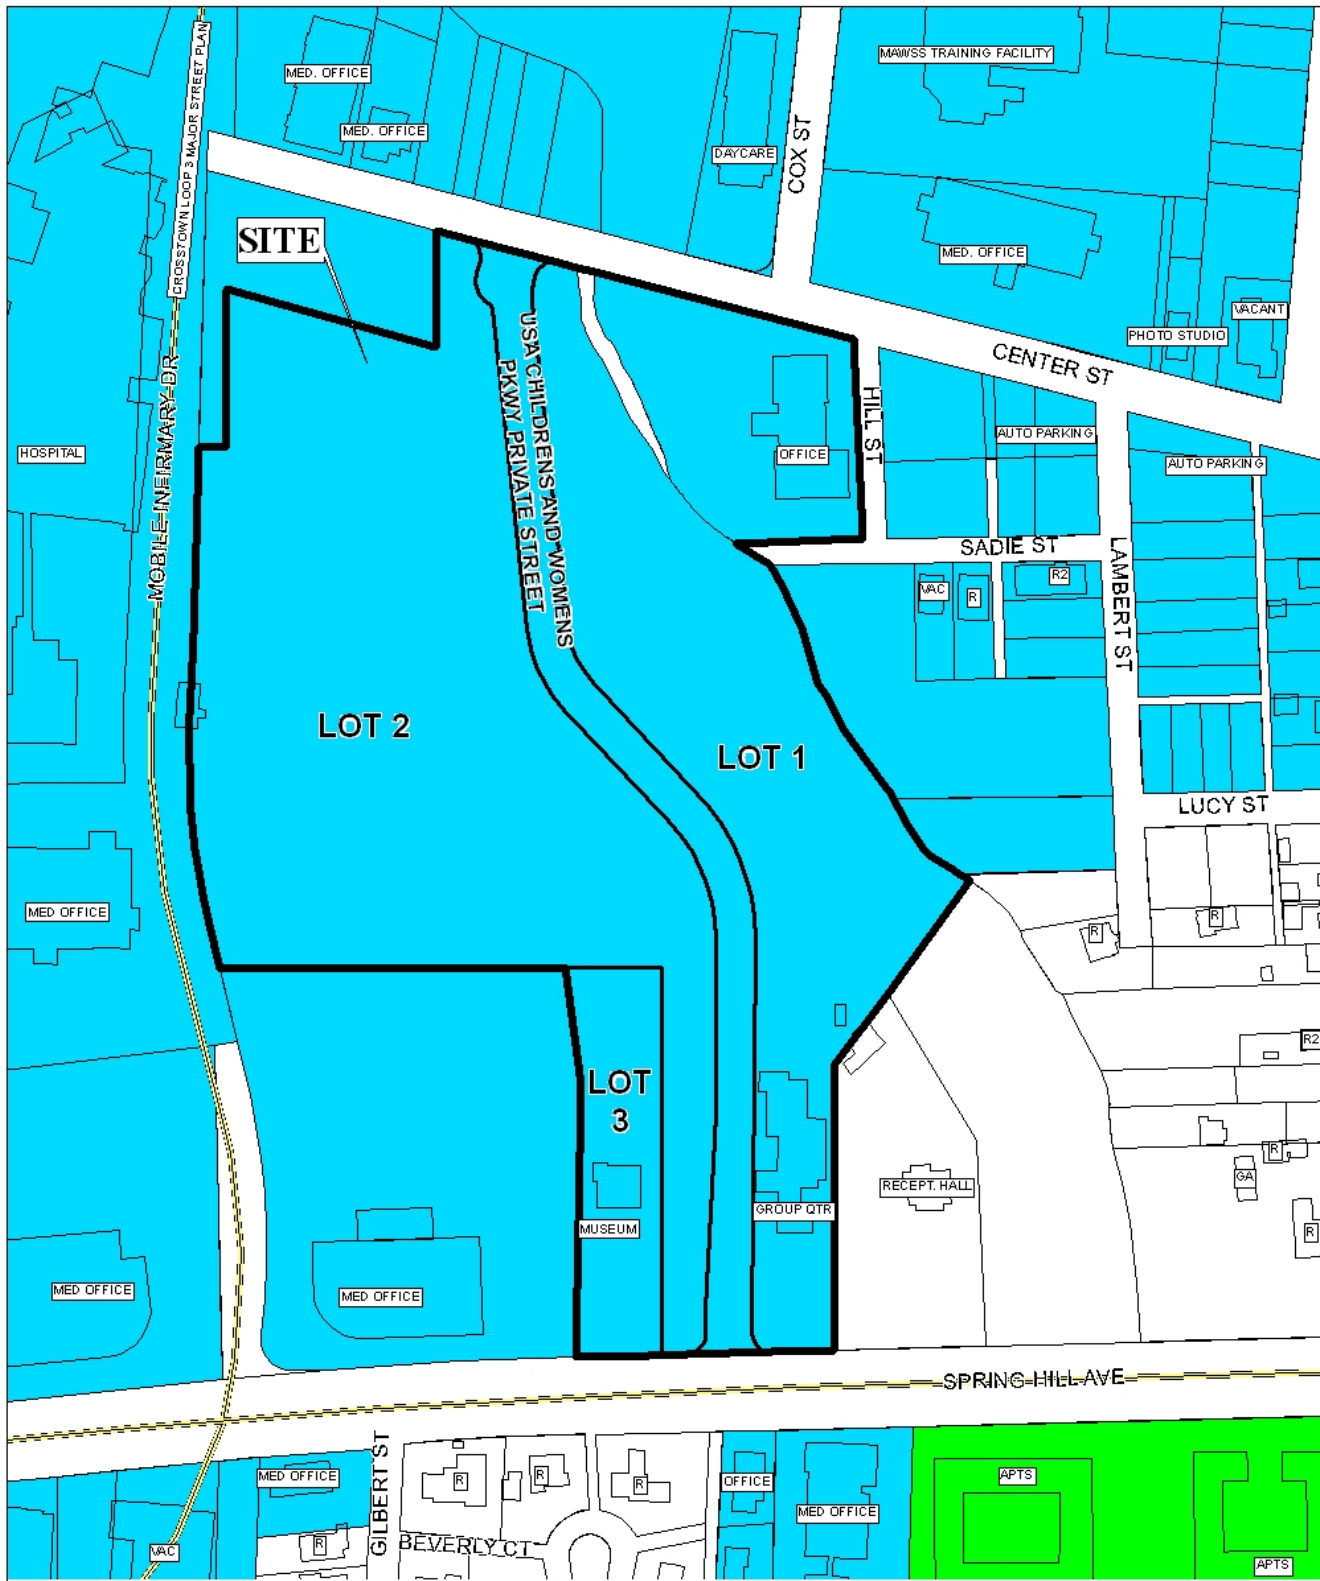 CROSSTOWN LOOP 3 MAJOR STREET PLAN
MED. OFFICE
MED. OFFICE
DAYCARE
COX ST
MAWSS TRAINING FACILITY
MED. OFFICE
VACANT
PHOTO STUDIO
SITE
CENTER ST
MOBILE INFIRMARY DR
HOSPITAL
USA CHILDRENS AND WOMENS
PKWY PRIVATE STREET
OFFICE
HILL ST
AUTO PARKING
AUTO PARKING
SADIE ST
LAMBERT ST
VAC
R
R2
LOT 2
LOT 1
LUCY ST
MED OFFICE
R
R
R2
LOT
3
RECEPT. HALL
R
GA
R
GROUP QTR
MUSEUM
MED OFFICE
MED OFFICE
SPRING HILL AVE
GILBERT ST
MED OFFICE
R
R
R
OFFICE
MED OFFICE
APTS
BEVERLY CT
R
VAC
APTS